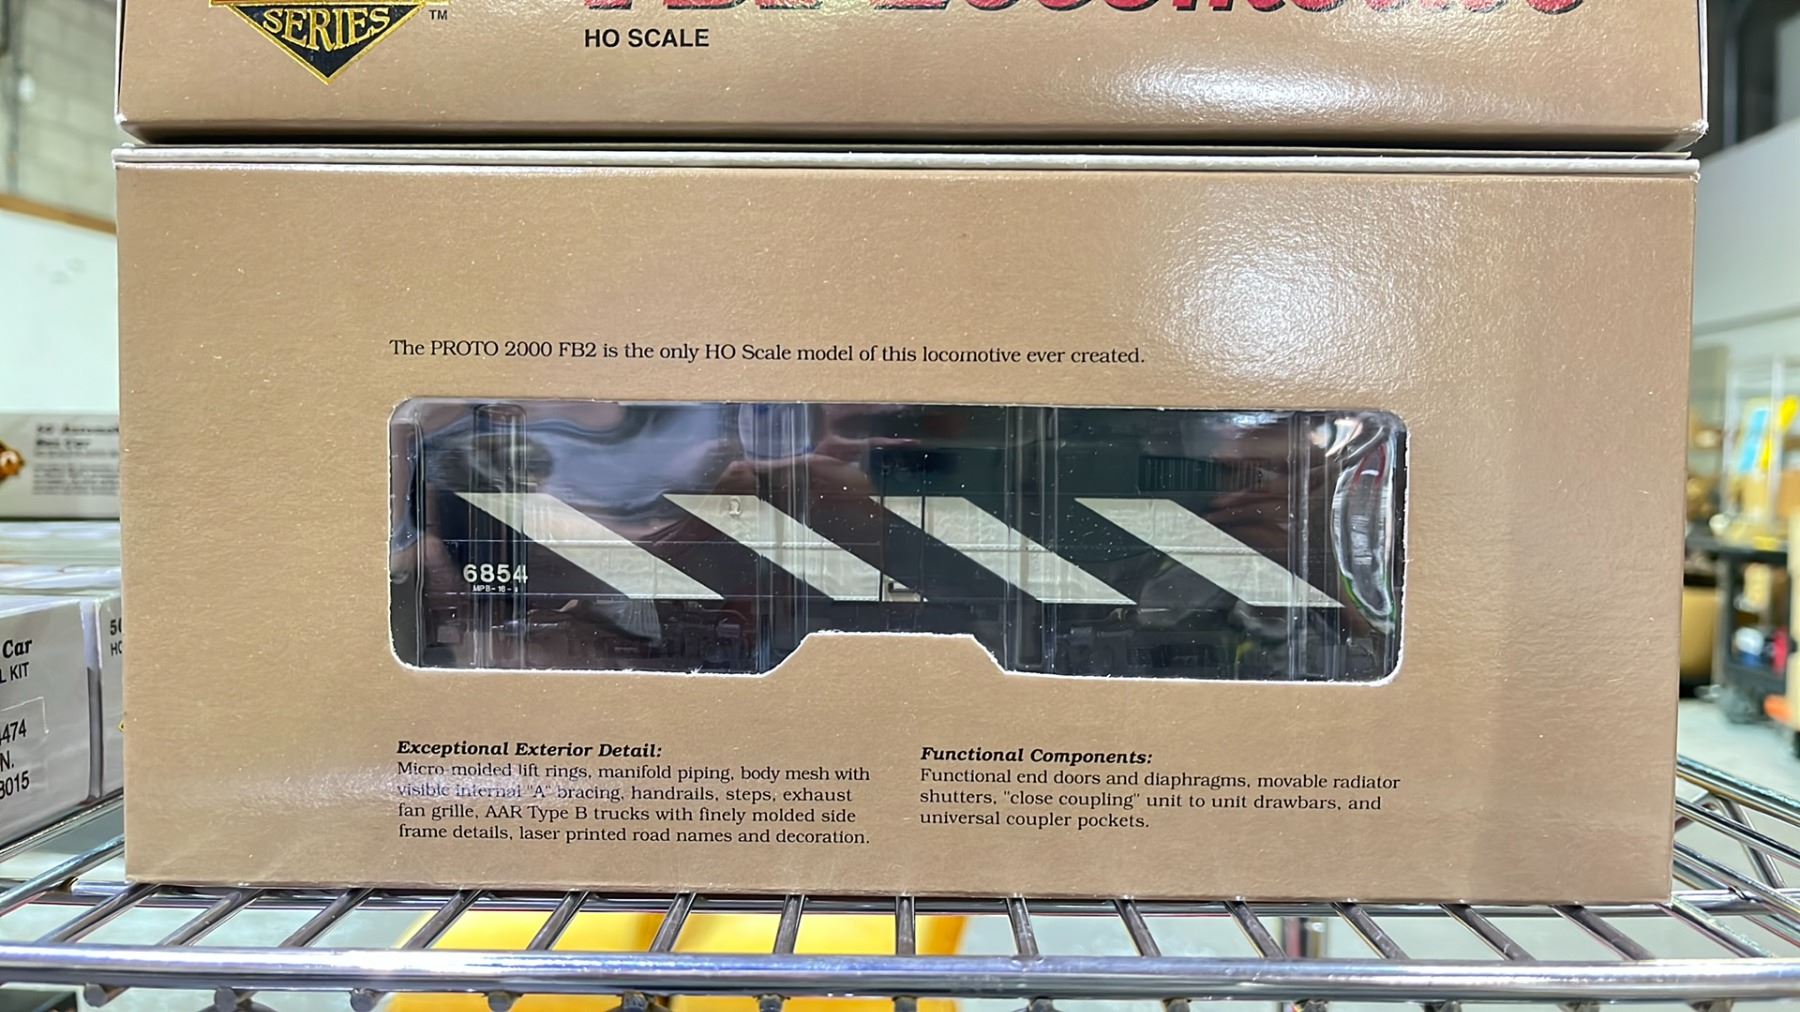 SERIES
TM
HO SCALE
The PROTO 2000 FB2 is the only HO Scale model of this locomotive ever created.
6854
Exceptional Exterior Detail:
Micro-molded lift rings, manifold piping, body mesh with
visible internal "A" bracing, handrails, steps, exhaust
fan grille, AAR Type B trucks with finely molded side
frame details, laser printed road names and decoration.
Functional Components:
Functional end doors and diaphragms, movable radiator
shutters, "close coupling" unit to unit drawbars, and
universal coupler pockets.
Car
KIT
474
N.
3015